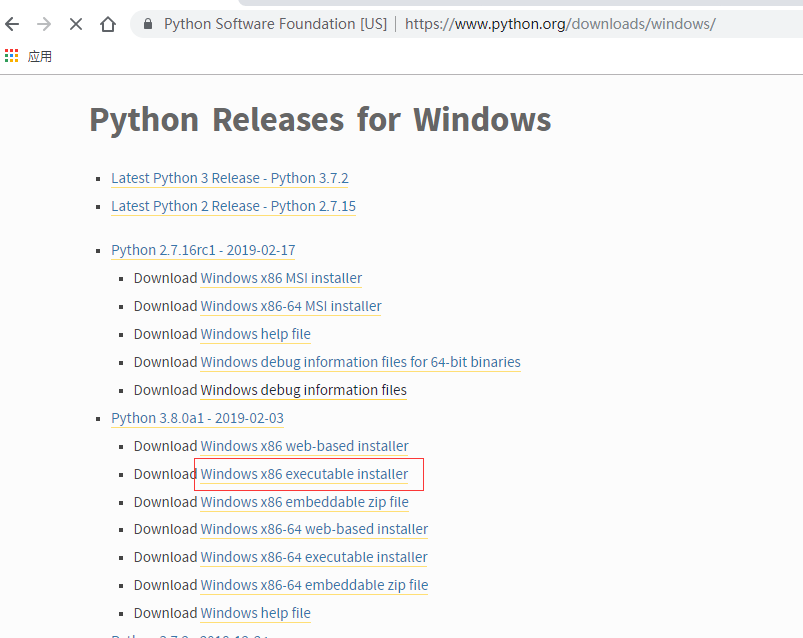 Python Software Foundation [US] | https://www.python.org/downloads/windows/
应用
Python Releases for Windows
Latest Python 3 Release - Python 3.7.2
Latest Python 2 Release - Python 2.7.15
Python 2.7.16rc1 - 2019-02-17
Download Windows x86 MSI installer
Download Windows x86-64 MSI installer
Download Windows help file
Download Windows debug information files for 64-bit binaries
Download Windows debug information files
Python 3.8.0a1 - 2019-02-03
Download Windows x86 web-based installer
Download Windows x86 executable installer
Download Windows x86 embeddable zip file
Download Windows x86-64 web-based installer
Download Windows x86-64 executable installer
Download Windows x86-64 embeddable zip file
Download Windows help file